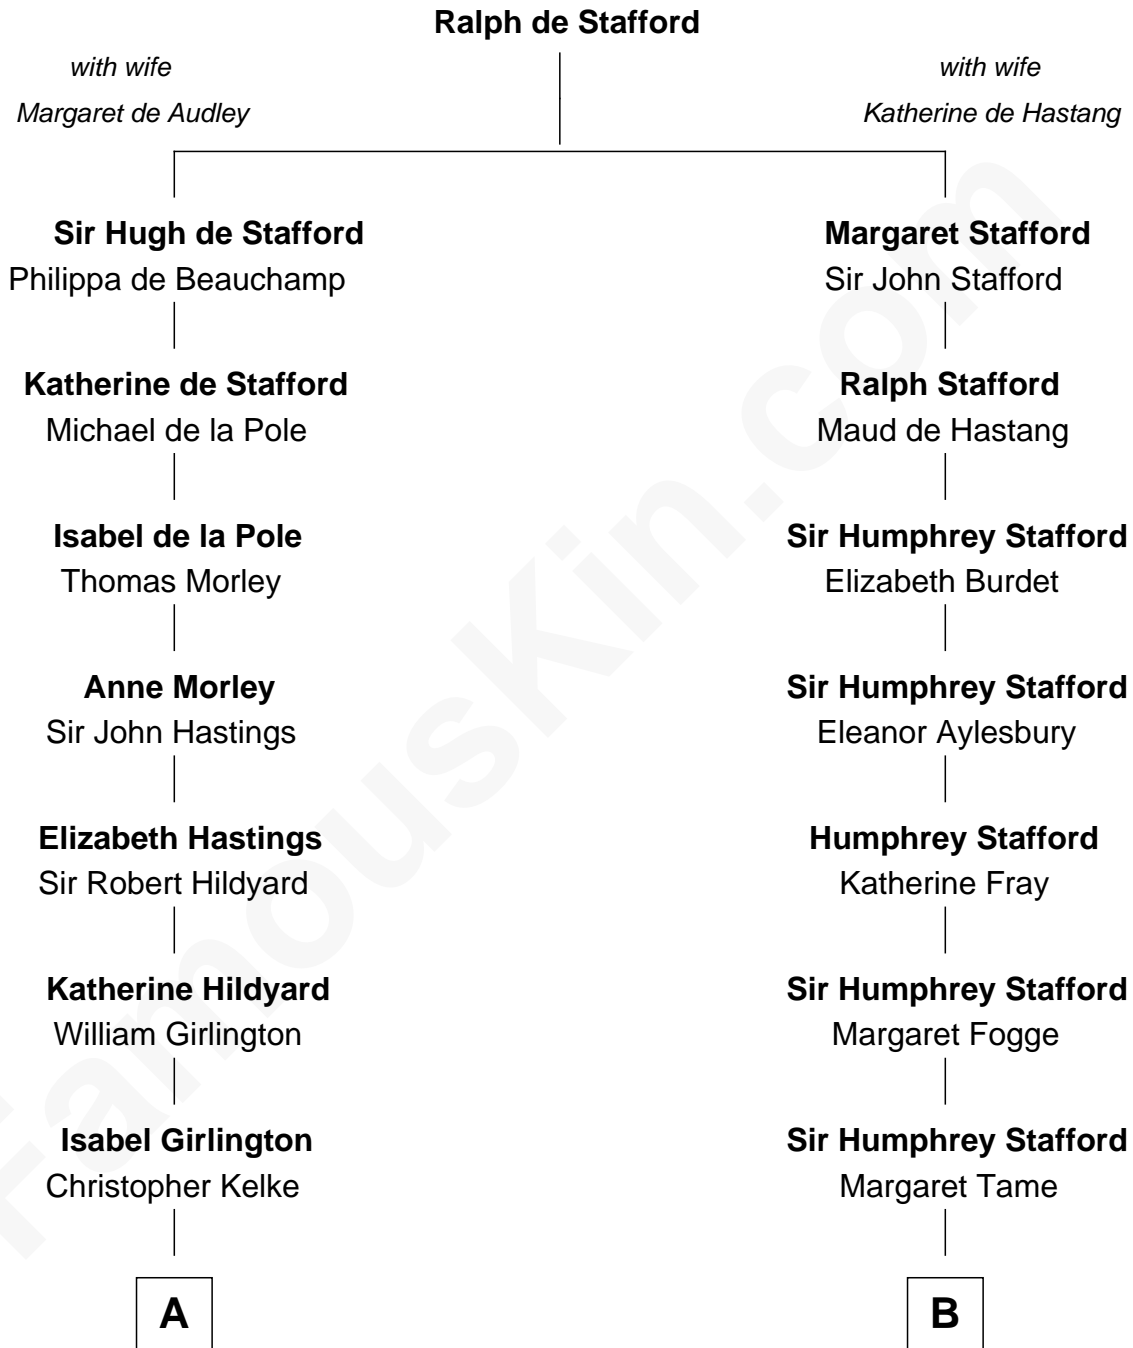 Ralph de Stafford
with wife
Margaret de Audley
with wife
Katherine de Hastang
Sir Hugh de Stafford
Philippa de Beauchamp
Margaret Stafford
Sir John Stafford
Katherine de Stafford
Michael de la Pole
Ralph Stafford
Maud de Hastang
Isabel de la Pole
Thomas Morley
Sir Humphrey Stafford
Elizabeth Burdet
Anne Morley
Sir John Hastings
Sir Humphrey Stafford
Eleanor Aylesbury
Elizabeth Hastings
Sir Robert Hildyard
Humphrey Stafford
Katherine Fray
Katherine Hildyard
William Girlington
Sir Humphrey Stafford
Margaret Fogge
Isabel Girlington
Christopher Kelke
Sir Humphrey Stafford
Margaret Tame
A
B
FamousKin.com